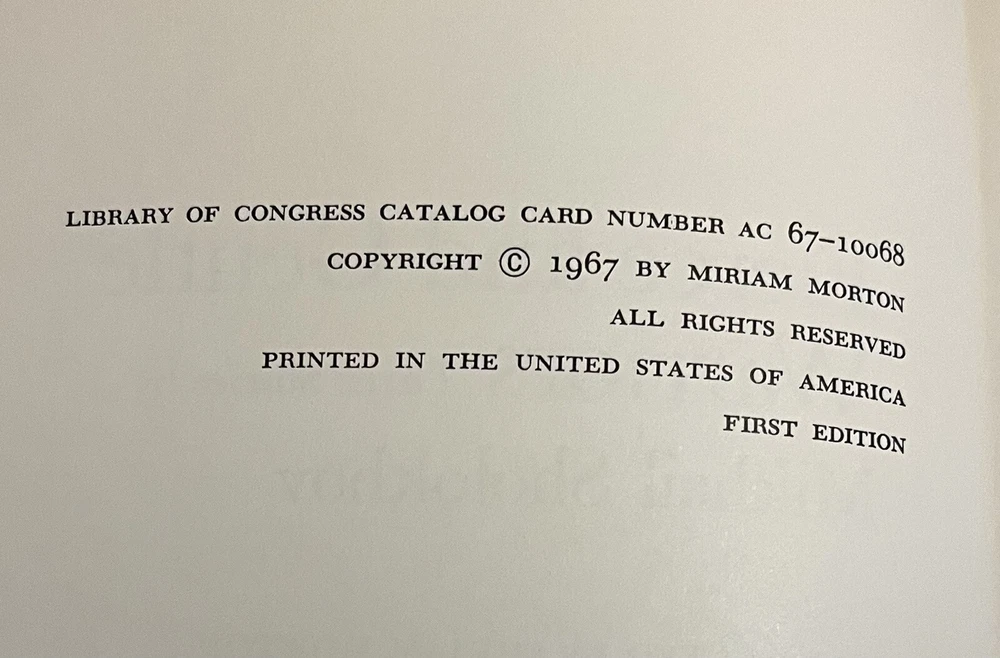 LIBRARY OF CONGRESS CATALOG CARD NUMBER AC 67-10068
COPYRIGHT © 1967 BY MIRIAM MORTON
ALL RIGHTS RESERVED
PRINTED IN THE UNITED STATES OF AMERICA
FIRST EDITION